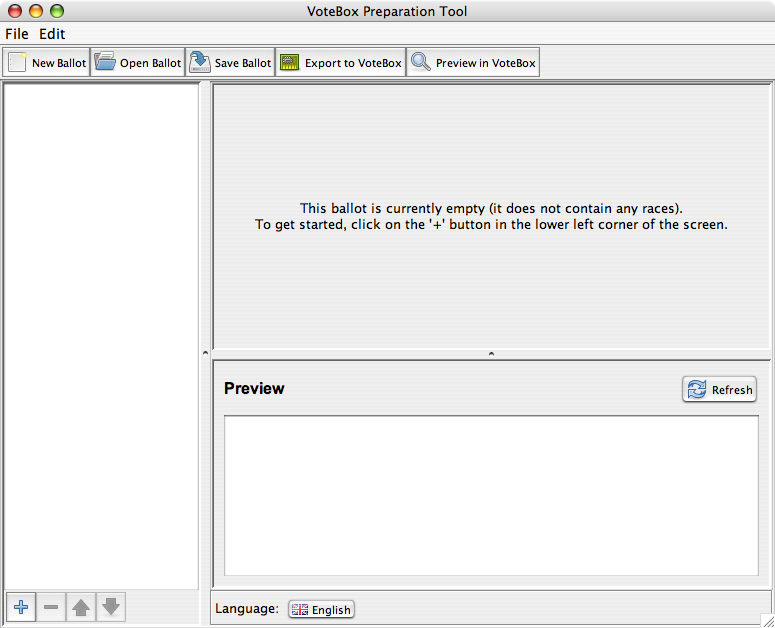 VoteBox Preparation Tool
File Edit
New Ballot Open Ballot Save Ballot Export to VoteBox Preview in VoteBox
This ballot is currently empty (it does not contain any races).
To get started, click on the '+' button in the lower left corner of the screen.
Preview Refresh
Language: English